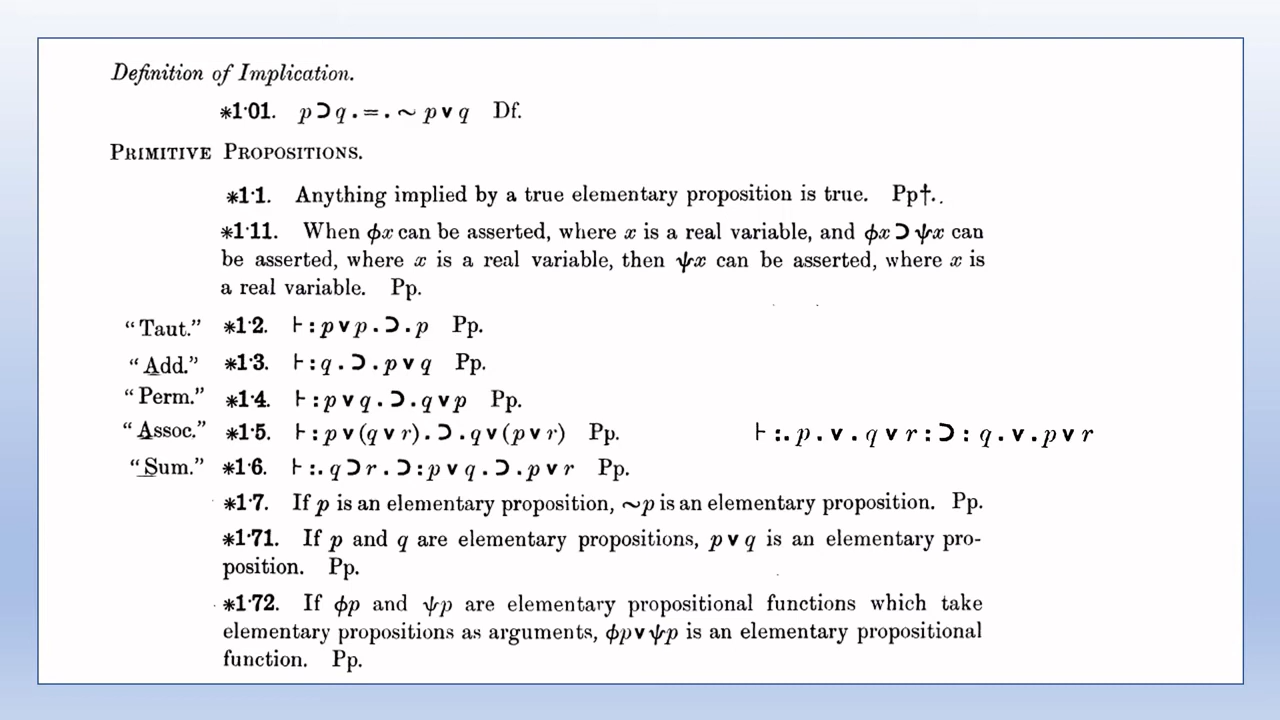 Definition of Implication.
✳1·01. p ⊃ q . = . ∼ p ∨ q Df.
PRIMITIVE PROPOSITIONS.
✳1·1. Anything implied by a true elementary proposition is true. Pp†.
✳1·11. When ϕx can be asserted, where x is a real variable, and ϕx ⊃ ψx can
be asserted, where x is a real variable, then ψx can be asserted, where x is
a real variable. Pp.
“Taut.” ✳1·2. ⊢ : p ∨ p . ⊃ . p Pp.
“Add.” ✳1·3. ⊢ : q . ⊃ . p ∨ q Pp.
“Perm.” ✳1·4. ⊢ : p ∨ q . ⊃ . q ∨ p Pp.
“Assoc.” ✳1·5. ⊢ : p ∨ (q ∨ r) . ⊃ . q ∨ (p ∨ r) Pp. ⊢ :. p . ∨ . q ∨ r : ⊃ : q . ∨ . p ∨ r
“Sum.” ✳1·6. ⊢ :. q ⊃ r . ⊃ : p ∨ q . ⊃ . p ∨ r Pp.
✳1·7. If p is an elementary proposition, ∼p is an elementary proposition. Pp.
✳1·71. If p and q are elementary propositions, p ∨ q is an elementary pro-
position. Pp.
✳1·72. If ϕp and ψp are elementary propositional functions which take
elementary propositions as arguments, ϕp ∨ ψp is an elementary propositional
function. Pp.